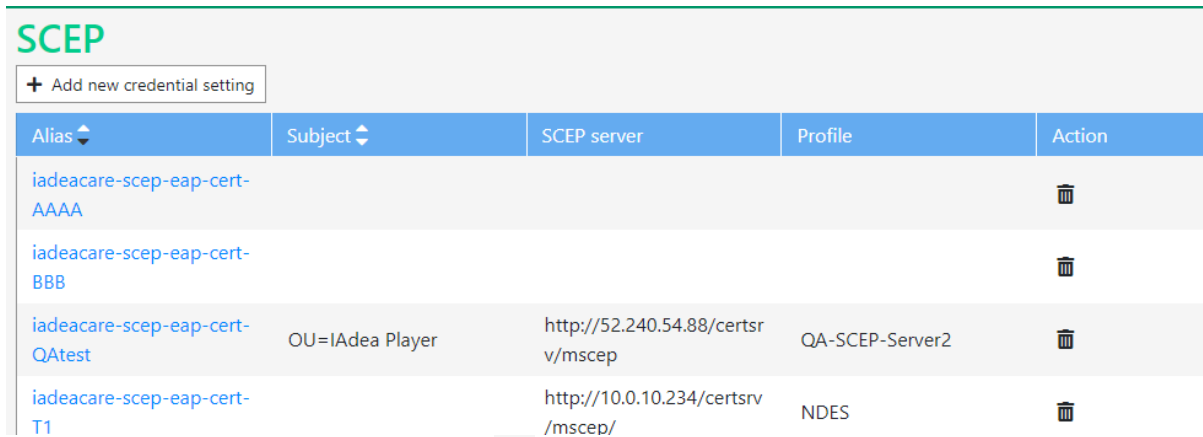 SCEP
+ Add new credential setting
Alias Subject SCEP server Profile Action
iadeacare-scep-eap-cert-
AAAA
iadeacare-scep-eap-cert-
BBB
iadeacare-scep-eap-cert-
QAtest
OU=IAdea Player
http://52.240.54.88/certsr
v/mscep
QA-SCEP-Server2
iadeacare-scep-eap-cert-
T1
http://10.0.10.234/certsrv
/mscep/
NDES